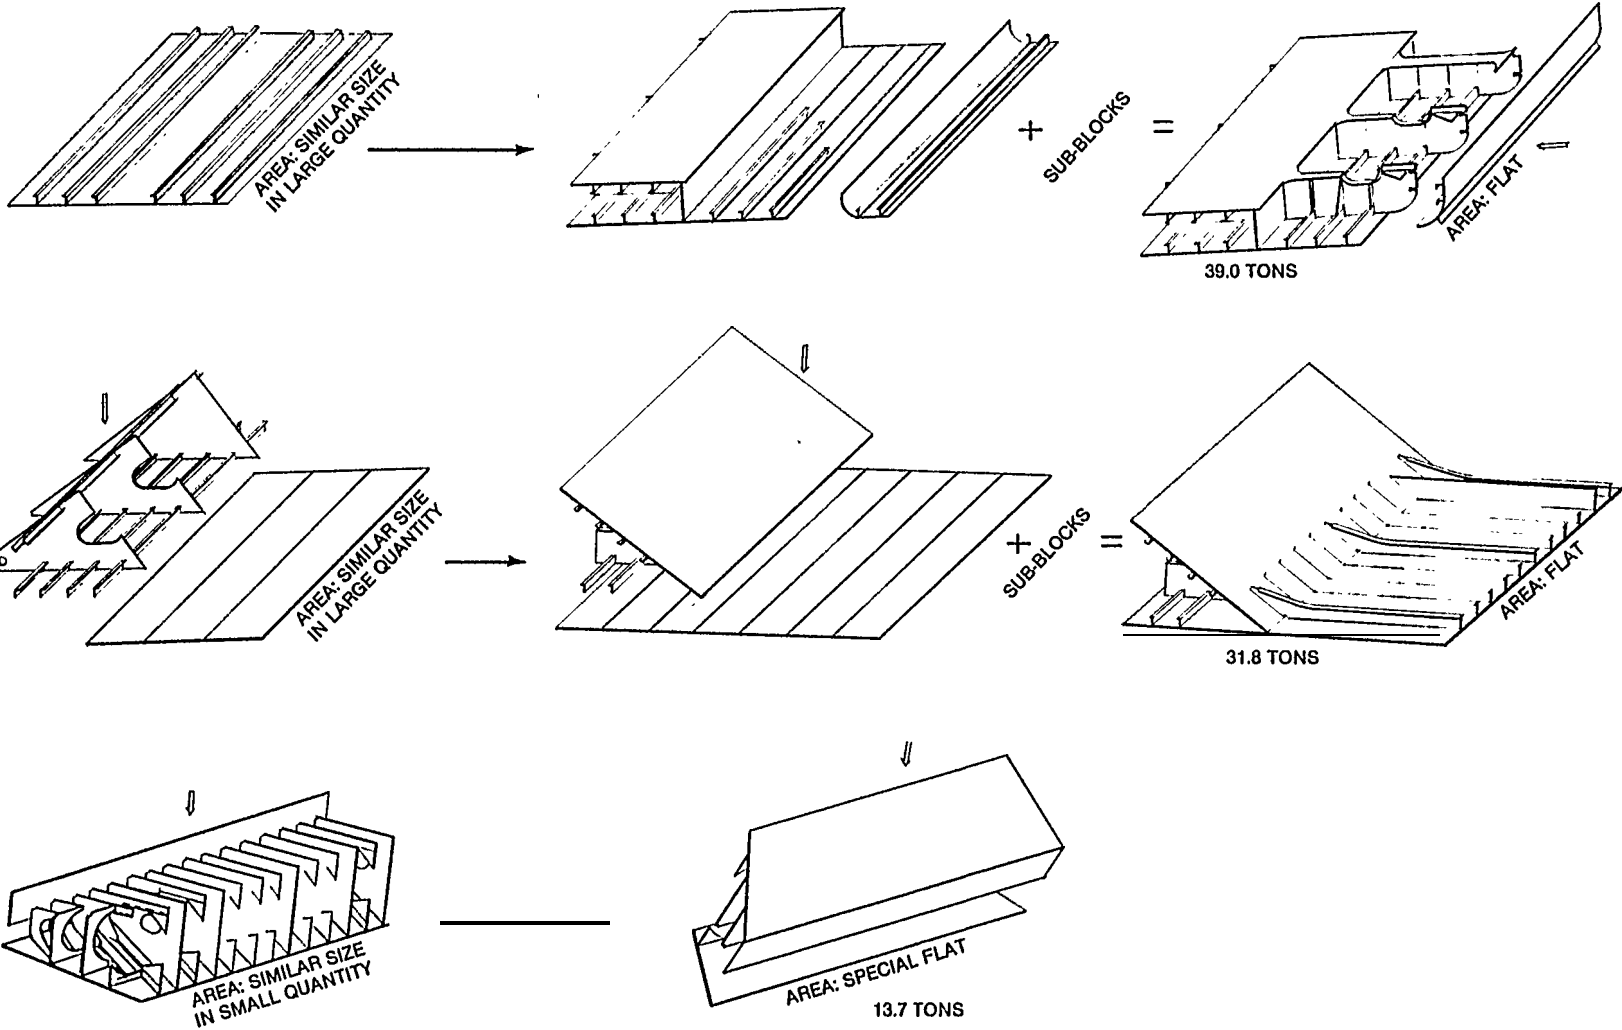 AREA: SIMILAR SIZE
IN LARGE QUANTITY
+
SUB-BLOCKS
=
AREA: FLAT
39.0 TONS
AREA: SIMILAR SIZE
IN LARGE QUANTITY
+
SUB-BLOCKS
=
AREA: FLAT
31.8 TONS
AREA: SIMILAR SIZE
IN SMALL QUANTITY
AREA: SPECIAL FLAT
13.7 TONS